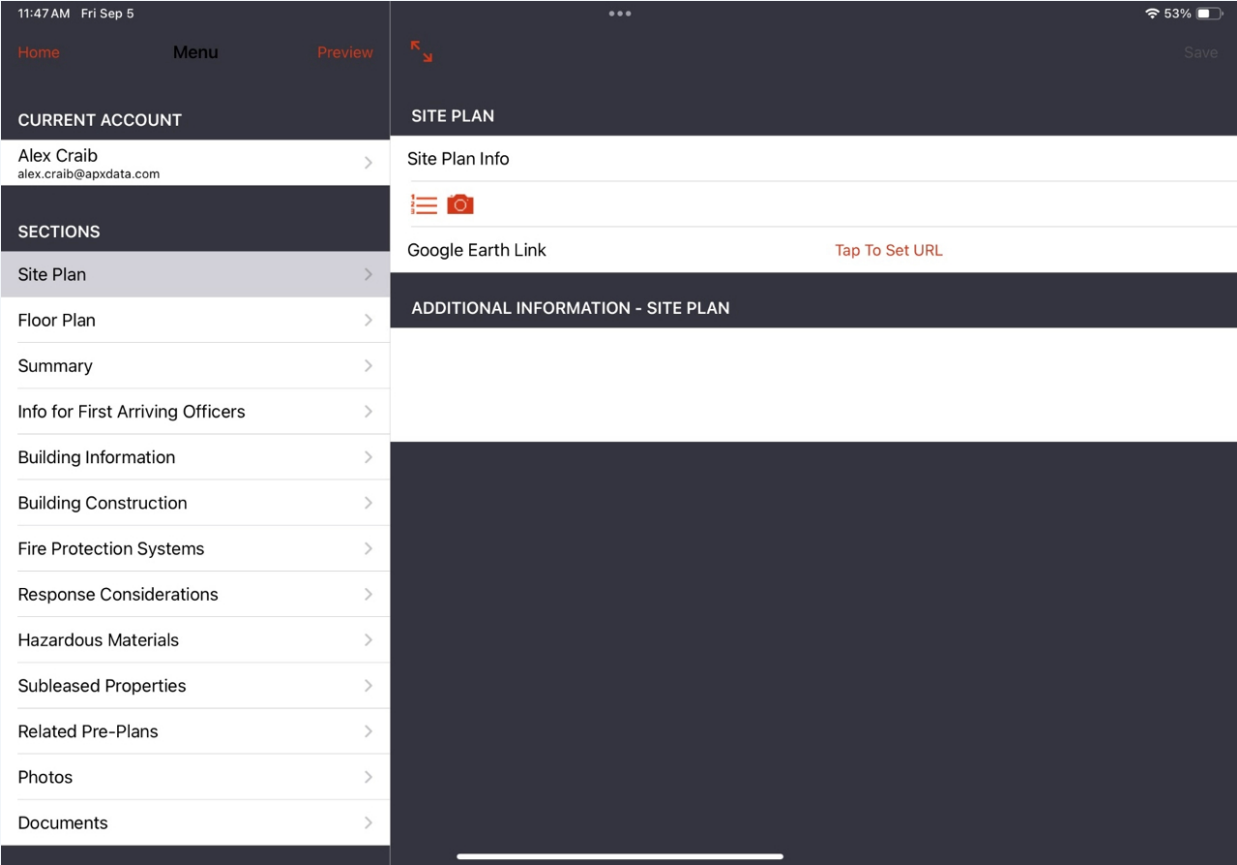 11:47 AM Fri Sep 5
53%
Home Menu Preview
Save
CURRENT ACCOUNT
Alex Craib
alex.craib@apxdata.com
SECTIONS
Site Plan
Floor Plan
Summary
Info for First Arriving Officers
Building Information
Building Construction
Fire Protection Systems
Response Considerations
Hazardous Materials
Subleased Properties
Related Pre-Plans
Photos
Documents
SITE PLAN
Site Plan Info
Google Earth Link Tap To Set URL
ADDITIONAL INFORMATION - SITE PLAN